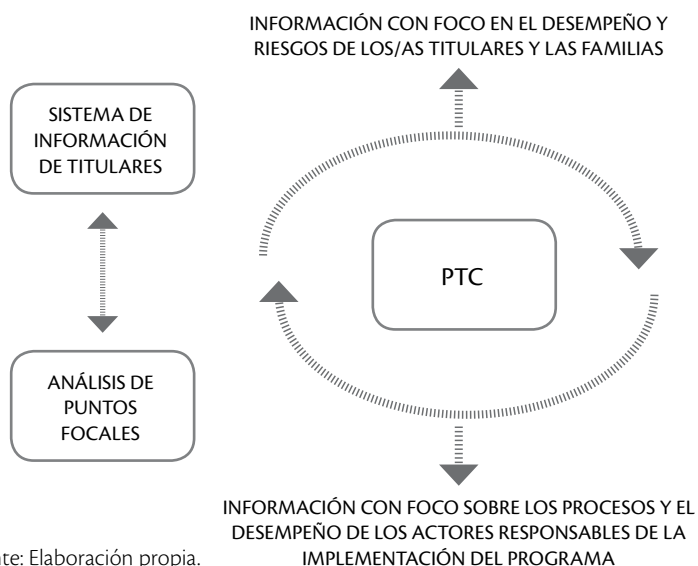 INFORMACIÓN CON FOCO EN EL DESEMPEÑO Y
RIESGOS DE LOS/AS TITULARES Y LAS FAMILIAS
SISTEMA DE
INFORMACIÓN
DE TITULARES
PTC
ANÁLISIS DE
PUNTOS
FOCALES
INFORMACIÓN CON FOCO SOBRE LOS PROCESOS Y EL
DESEMPEÑO DE LOS ACTORES RESPONSABLES DE LA
IMPLEMENTACIÓN DEL PROGRAMA
nte: Elaboración propia.